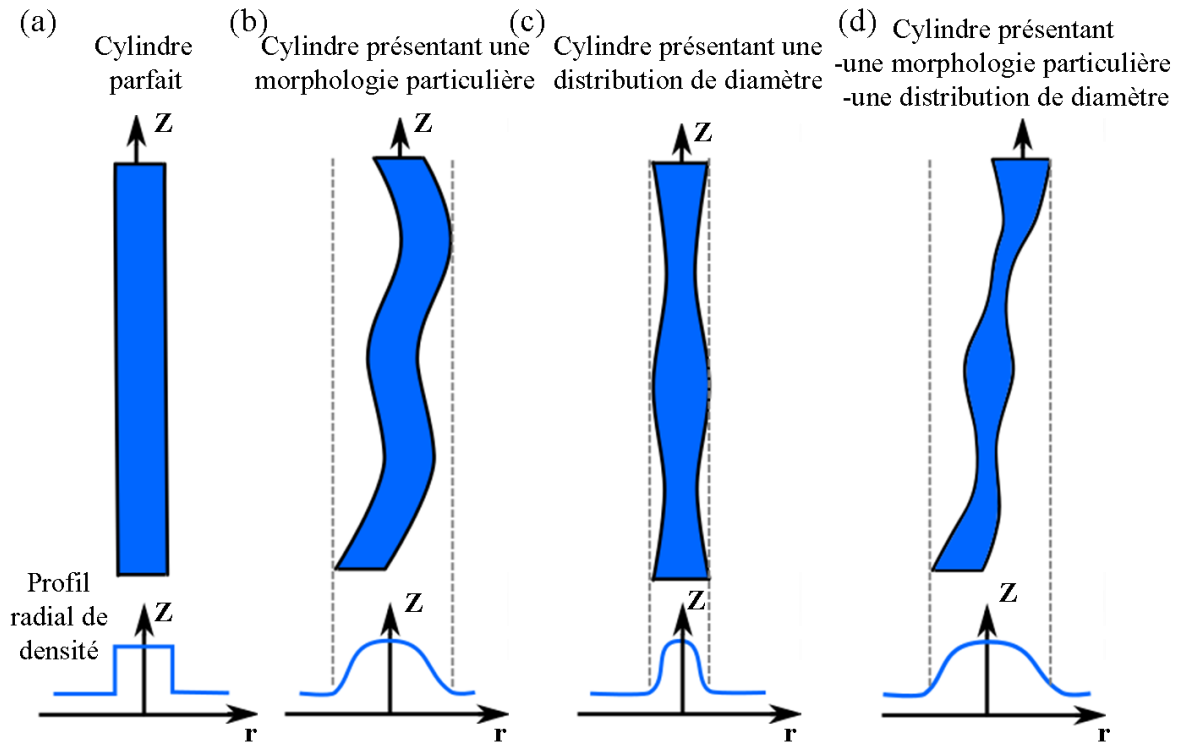 (a)
Cylindre
parfait
Z
(b)
Cylindre présentant une
morphologie particulière
Z
(c)
Cylindre présentant une
distribution de diamètre
Z
(d)
Cylindre présentant
-une morphologie particulière
-une distribution de diamètre
Profil
radial de
densité
Z
r
Z
r
Z
r
Z
r